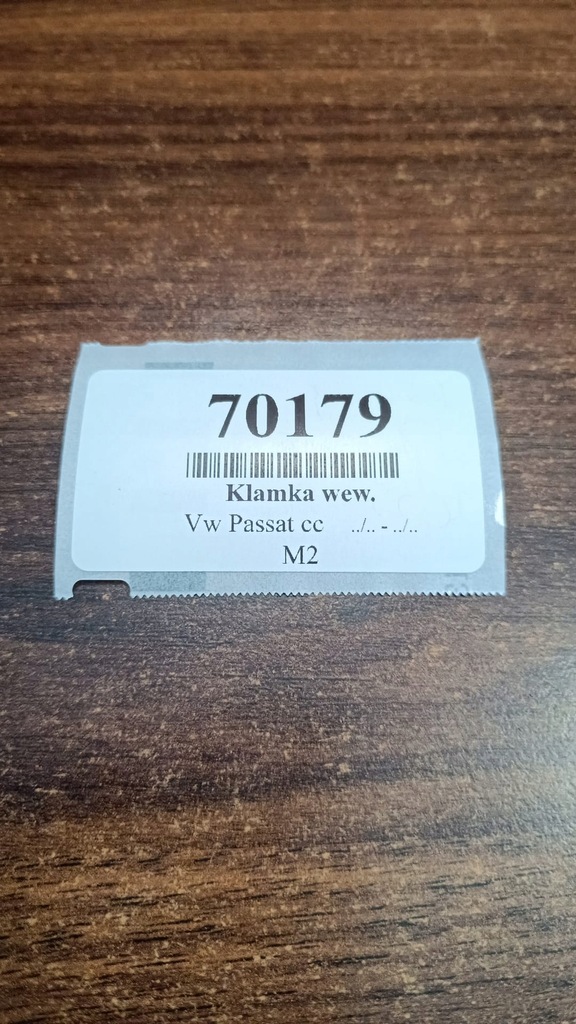 70179
Klamka wew.
Vw Passat cc ../.. - ../..
M2